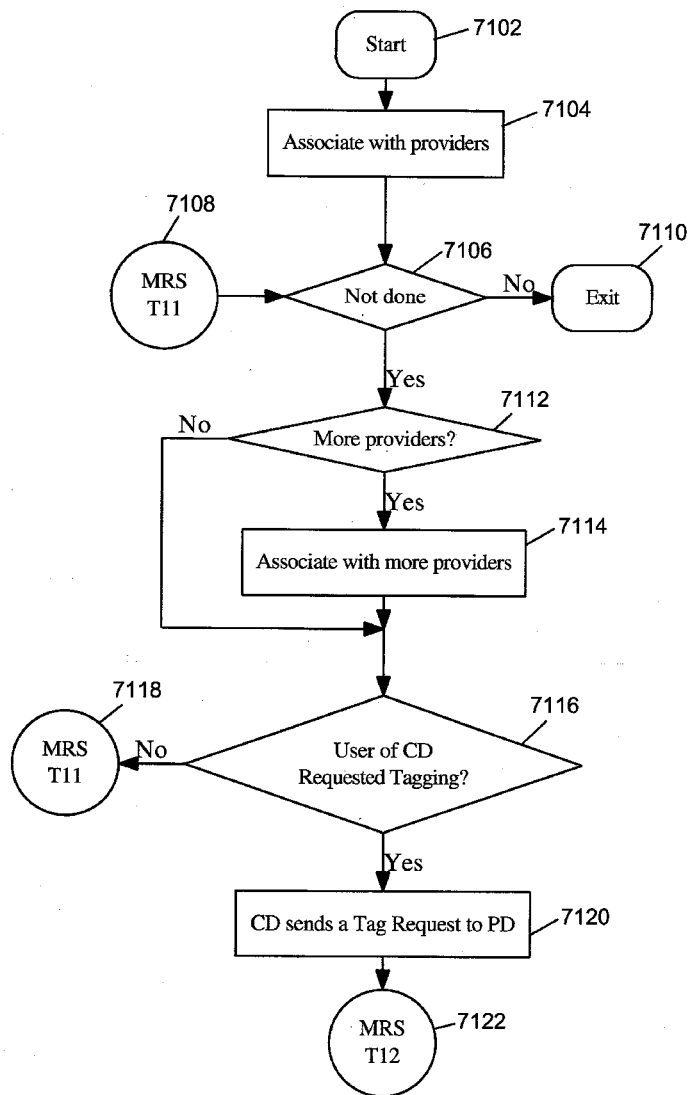 Start
7102
7104
Associate with providers
7108
7106
7110
MRS
T11
Not done
No
Exit
Yes
7112
No
More providers?
Yes
7114
Associate with more providers
7118
7116
MRS
T11
No
User of CD
Requested Tagging?
Yes
CD sends a Tag Request to PD
7120
MRS
T12
7122